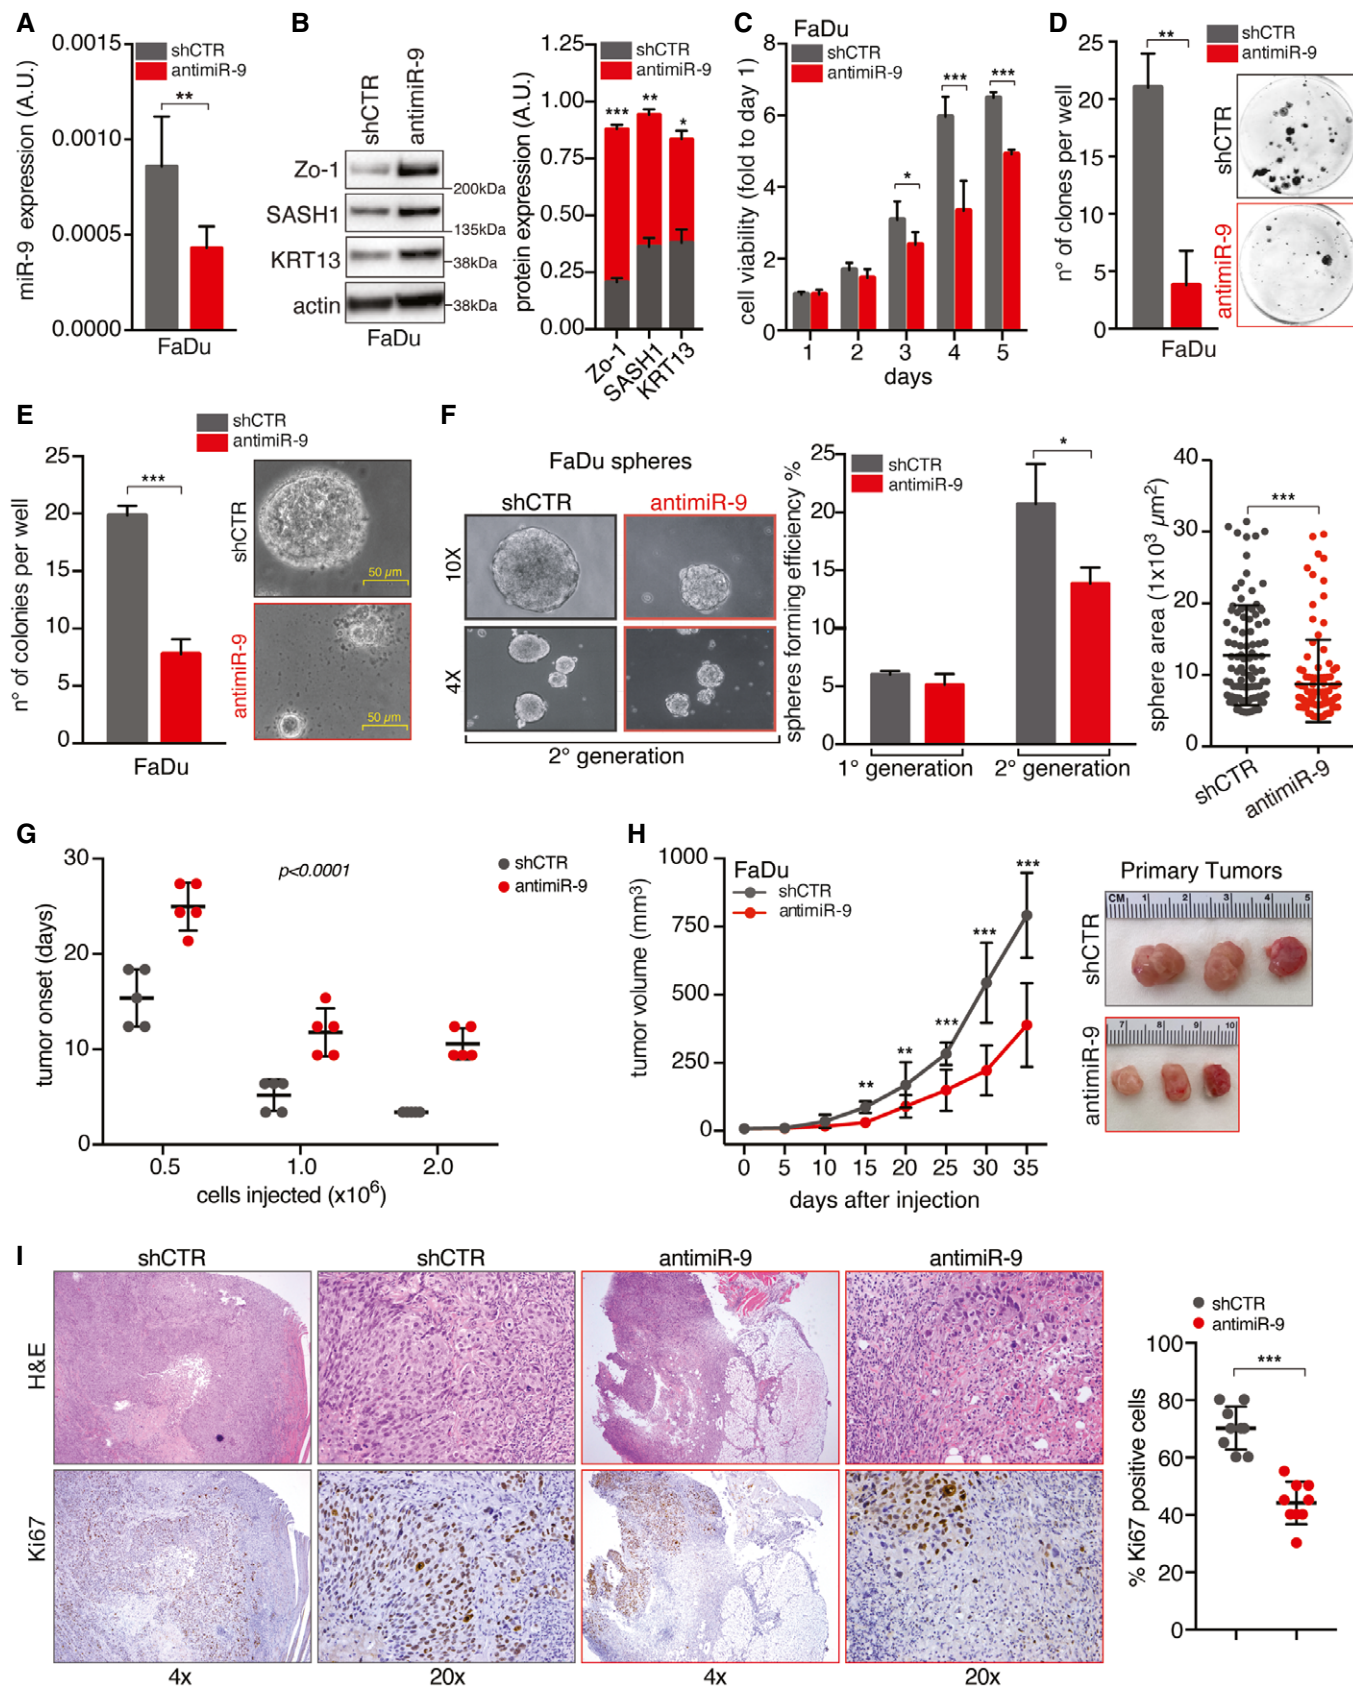 A
miR-9 expression (A.U.)
0.0015
0.0010
0.0005
0.0000
shCTR
antimiR-9
**
FaDu
B
shCTR
antimiR-9
Zo-1
SASH1
KRT13
actin
200kDa
135kDa
38kDa
38kDa
FaDu
protein expression (A.U.)
1.25
1.00
0.75
0.50
0.25
0.00
shCTR
antimiR-9
*** ** *
Zo-1
SASH1
KRT13
C
FaDu
shCTR
antimiR-9
cell viability (fold to day 1)
8
6
4
2
0
* *** ***
1 2 3 4 5
days
D
shCTR
antimiR-9
n° of clones per well
25
20
15
10
5
0
**
FaDu
shCTR
antimiR-9
E
shCTR
antimiR-9
n° of colonies per well
25
20
15
10
5
0
***
FaDu
shCTR
50 µm
antimiR-9
50 µm
F
FaDu spheres
shCTR antimiR-9
10X
4X
2° generation
spheres forming efficiency %
25
20
15
10
5
0
shCTR
antimiR-9
*
1° generation 2° generation
sphere area (1x10³ µm²)
40
30
20
10
0
***
shCTR
antimiR-9
G
tumor onset (days)
30
20
10
0
p<0.0001
shCTR
antimiR-9
0.5 1.0 2.0
cells injected (x10⁶)
H
FaDu
shCTR
antimiR-9
tumor volume (mm³)
1000
750
500
250
0
** ** *** *** ***
0 5 10 15 20 25 30 35
days after injection
Primary Tumors
shCTR
CM 1 2 3 4 5
antimiR-9
7 8 9 10
I
shCTR shCTR antimiR-9 antimiR-9
H&E
Ki67
4x 20x 4x 20x
shCTR
antimiR-9
% Ki67 positive cells
100
80
60
40
20
0
***